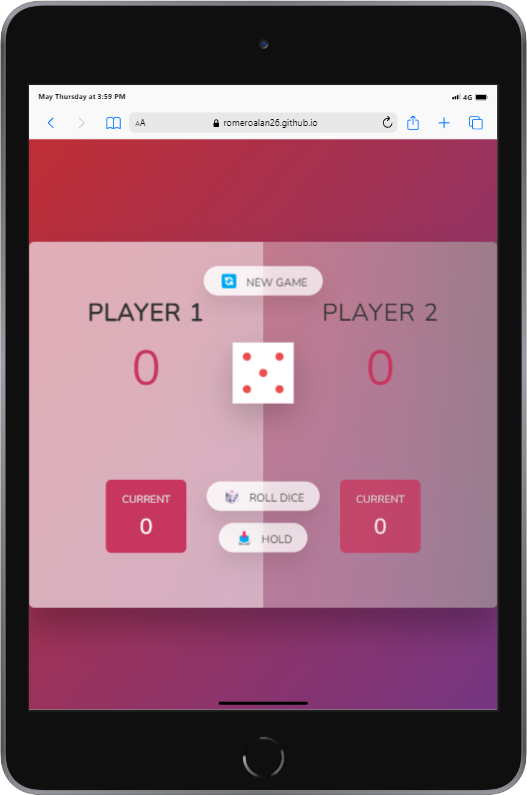 May Thursday at 3:59 PM
4G
AA
romeroalan26.github.io
NEW GAME
PLAYER 1
PLAYER 2
0
0
CURRENT
0
ROLL DICE
HOLD
CURRENT
0